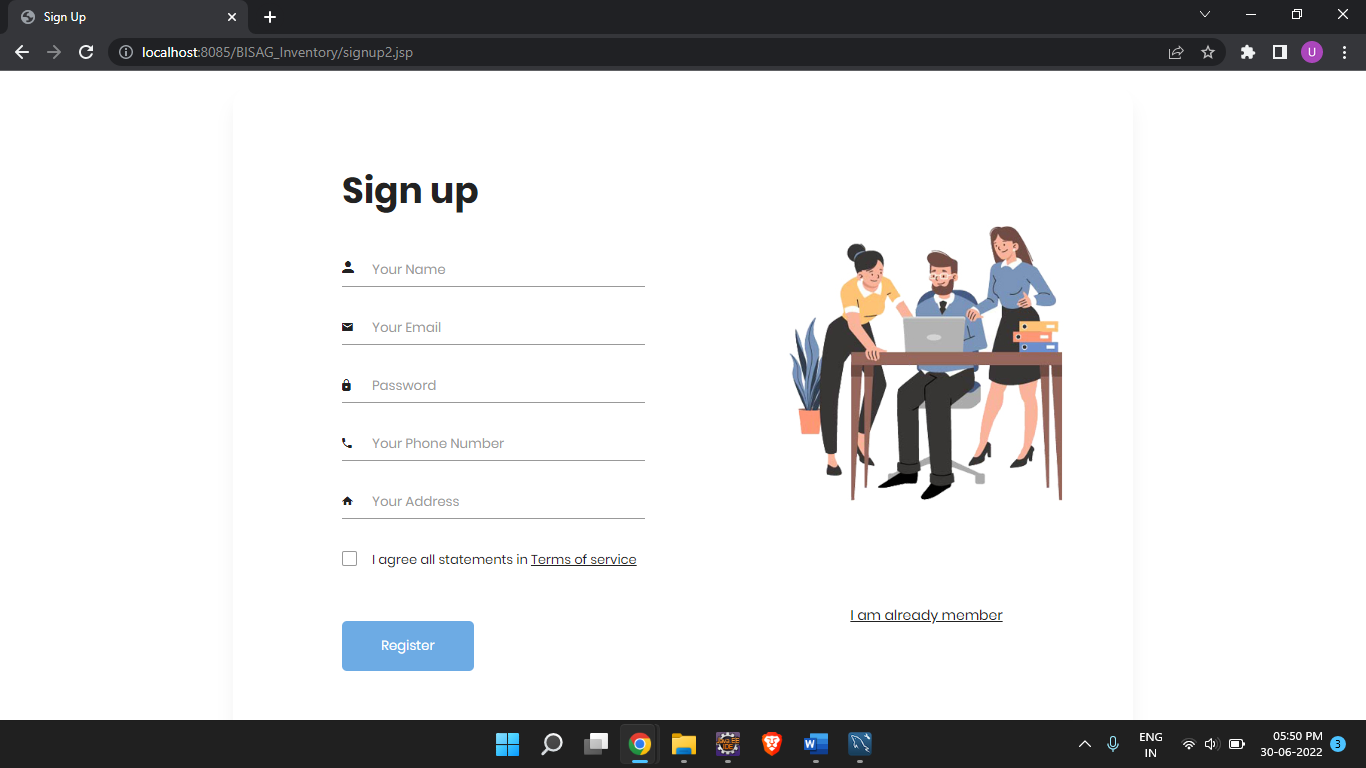 Sign Up
localhost:8085/BISAG_Inventory/signup2.jsp
U
Sign up
Your Name
Your Email
Password
Your Phone Number
Your Address
I agree all statements in Terms of service
I am already member
Register
ENG
IN
05:50 PM
30-06-2022
3